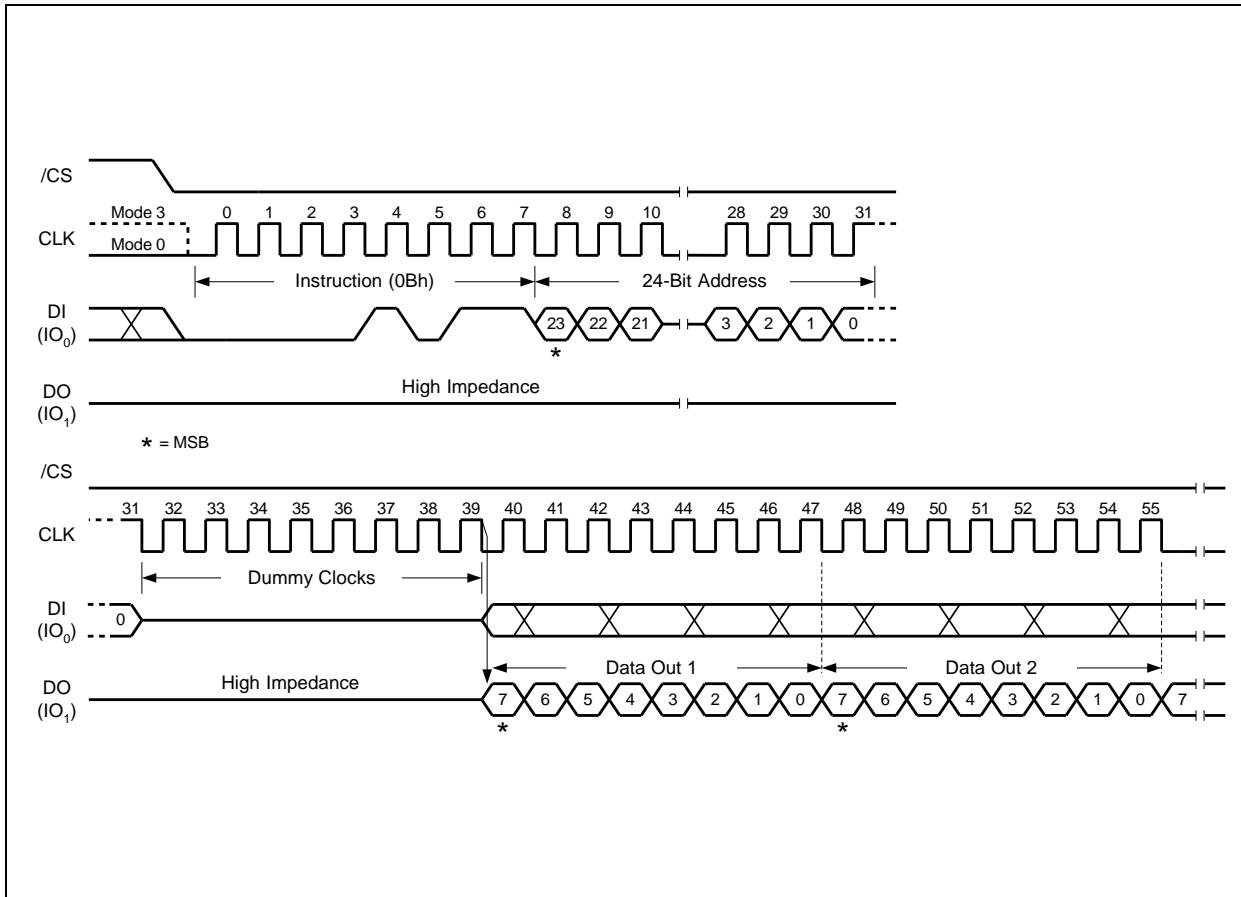 /CS
Mode 3 0 1 2 3 4 5 6 7 8 9 10 28 29 30 31
CLK
Mode 0
Instruction (0Bh) 24-Bit Address
DI
(IO0) 23 22 21 3 2 1 0
*
High Impedance
DO
(IO1)
* = MSB
/CS
31 32 33 34 35 36 37 38 39 40 41 42 43 44 45 46 47 48 49 50 51 52 53 54 55
CLK
Dummy Clocks
DI
(IO0) 0
Data Out 1 Data Out 2
High Impedance
DO
(IO1) 7 6 5 4 3 2 1 0 7 6 5 4 3 2 1 0 7
* *